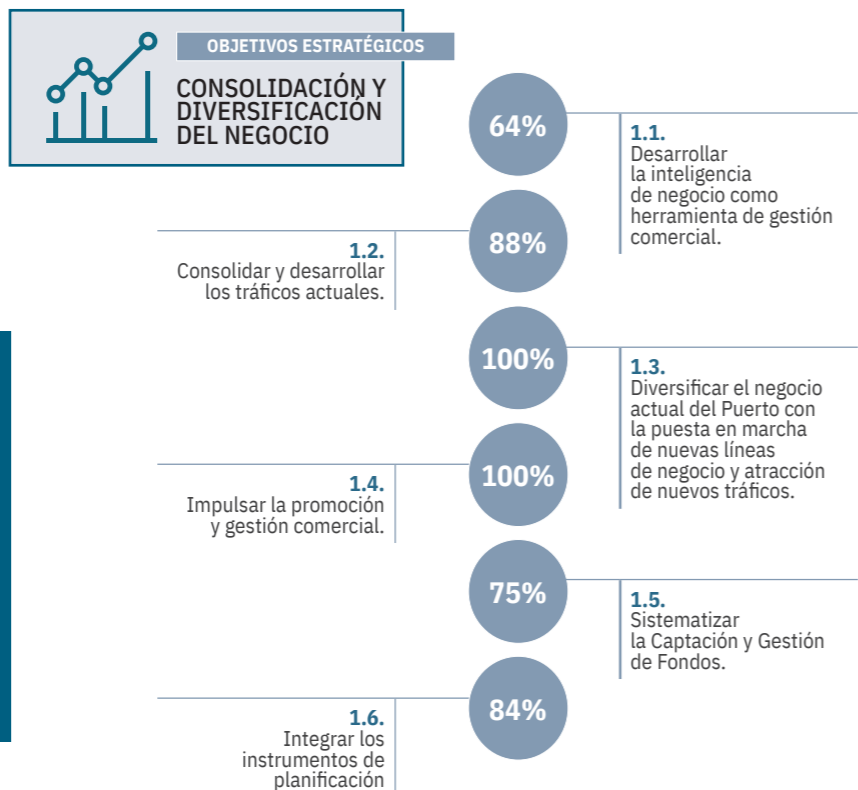 OBJETIVOS ESTRATÉGICOS
CONSOLIDACIÓN Y
DIVERSIFICACIÓN
DEL NEGOCIO
64%
1.1.
Desarrollar
la inteligencia
de negocio como
herramienta de gestión
comercial.
88%
1.2.
Consolidar y desarrollar
los tráficos actuales.
100%
1.3.
Diversificar el negocio
actual del Puerto con
la puesta en marcha
de nuevas líneas
de negocio y atracción
de nuevos tráficos.
100%
1.4.
Impulsar la promoción
y gestión comercial.
75%
1.5.
Sistematizar
la Captación y Gestión
de Fondos.
84%
1.6.
Integrar los
instrumentos de
planificación